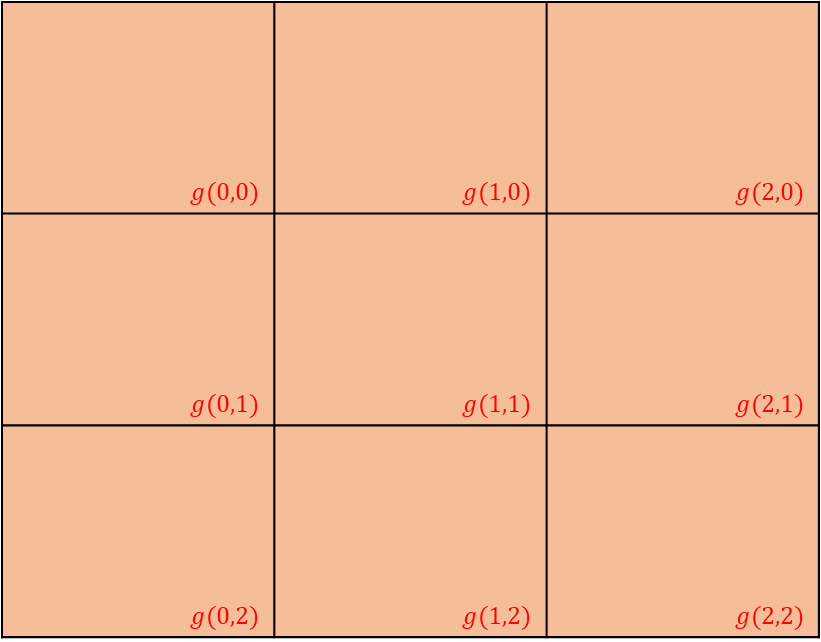 g(0,0) g(1,0) g(2,0)
g(0,1) g(1,1) g(2,1)
g(0,2) g(1,2) g(2,2)